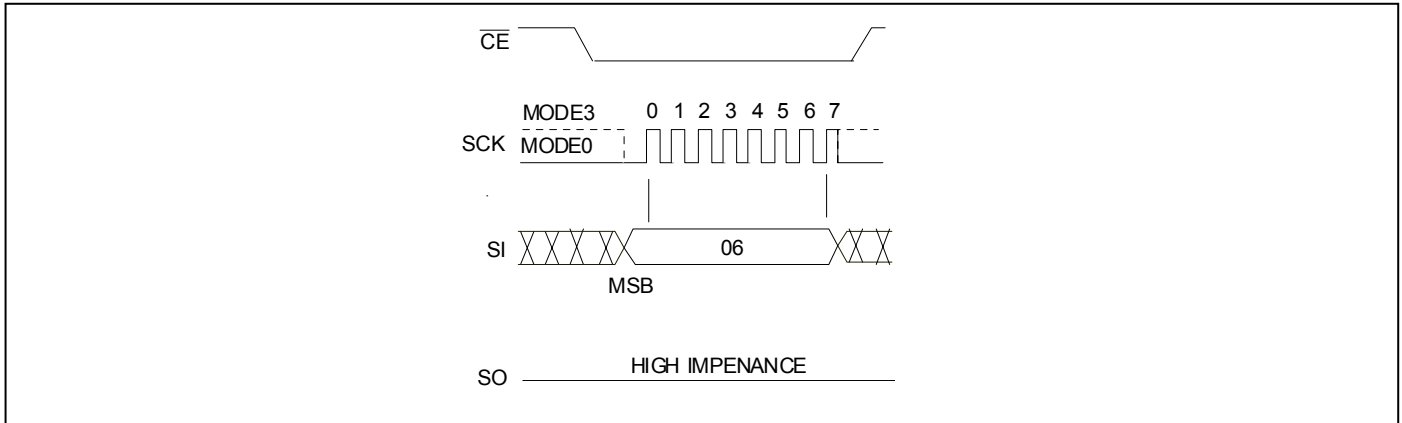 CE
MODE3 0 1 2 3 4 5 6 7
SCK MODE0
SI 06
MSB
SO HIGH IMPENANCE